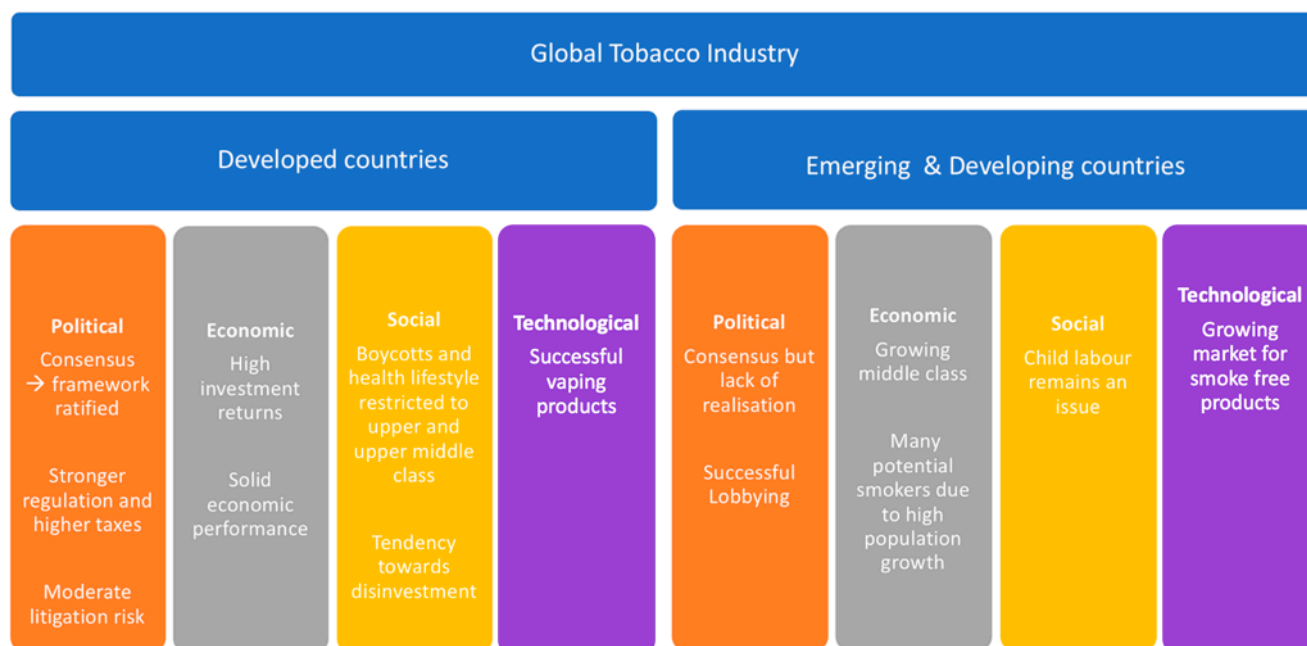 Global Tobacco Industry
Developed countries
Emerging & Developing countries
Political
Consensus
→ framework
ratified
Stronger
regulation and
higher taxes
Moderate
litigation risk
Economic
High
investment
returns
Solid
economic
performance
Social
Boycotts and
health lifestyle
restricted to
upper and
upper middle
class
Tendency
towards
disinvestment
Technological
Successful
vaping
products
Political
Consensus but
lack of
realisation
Successful
Lobbying
Economic
Growing
middle class
Many
potential
smokers due
to high
population
growth
Social
Child labour
remains an
issue
Technological
Growing
market for
smoke free
products